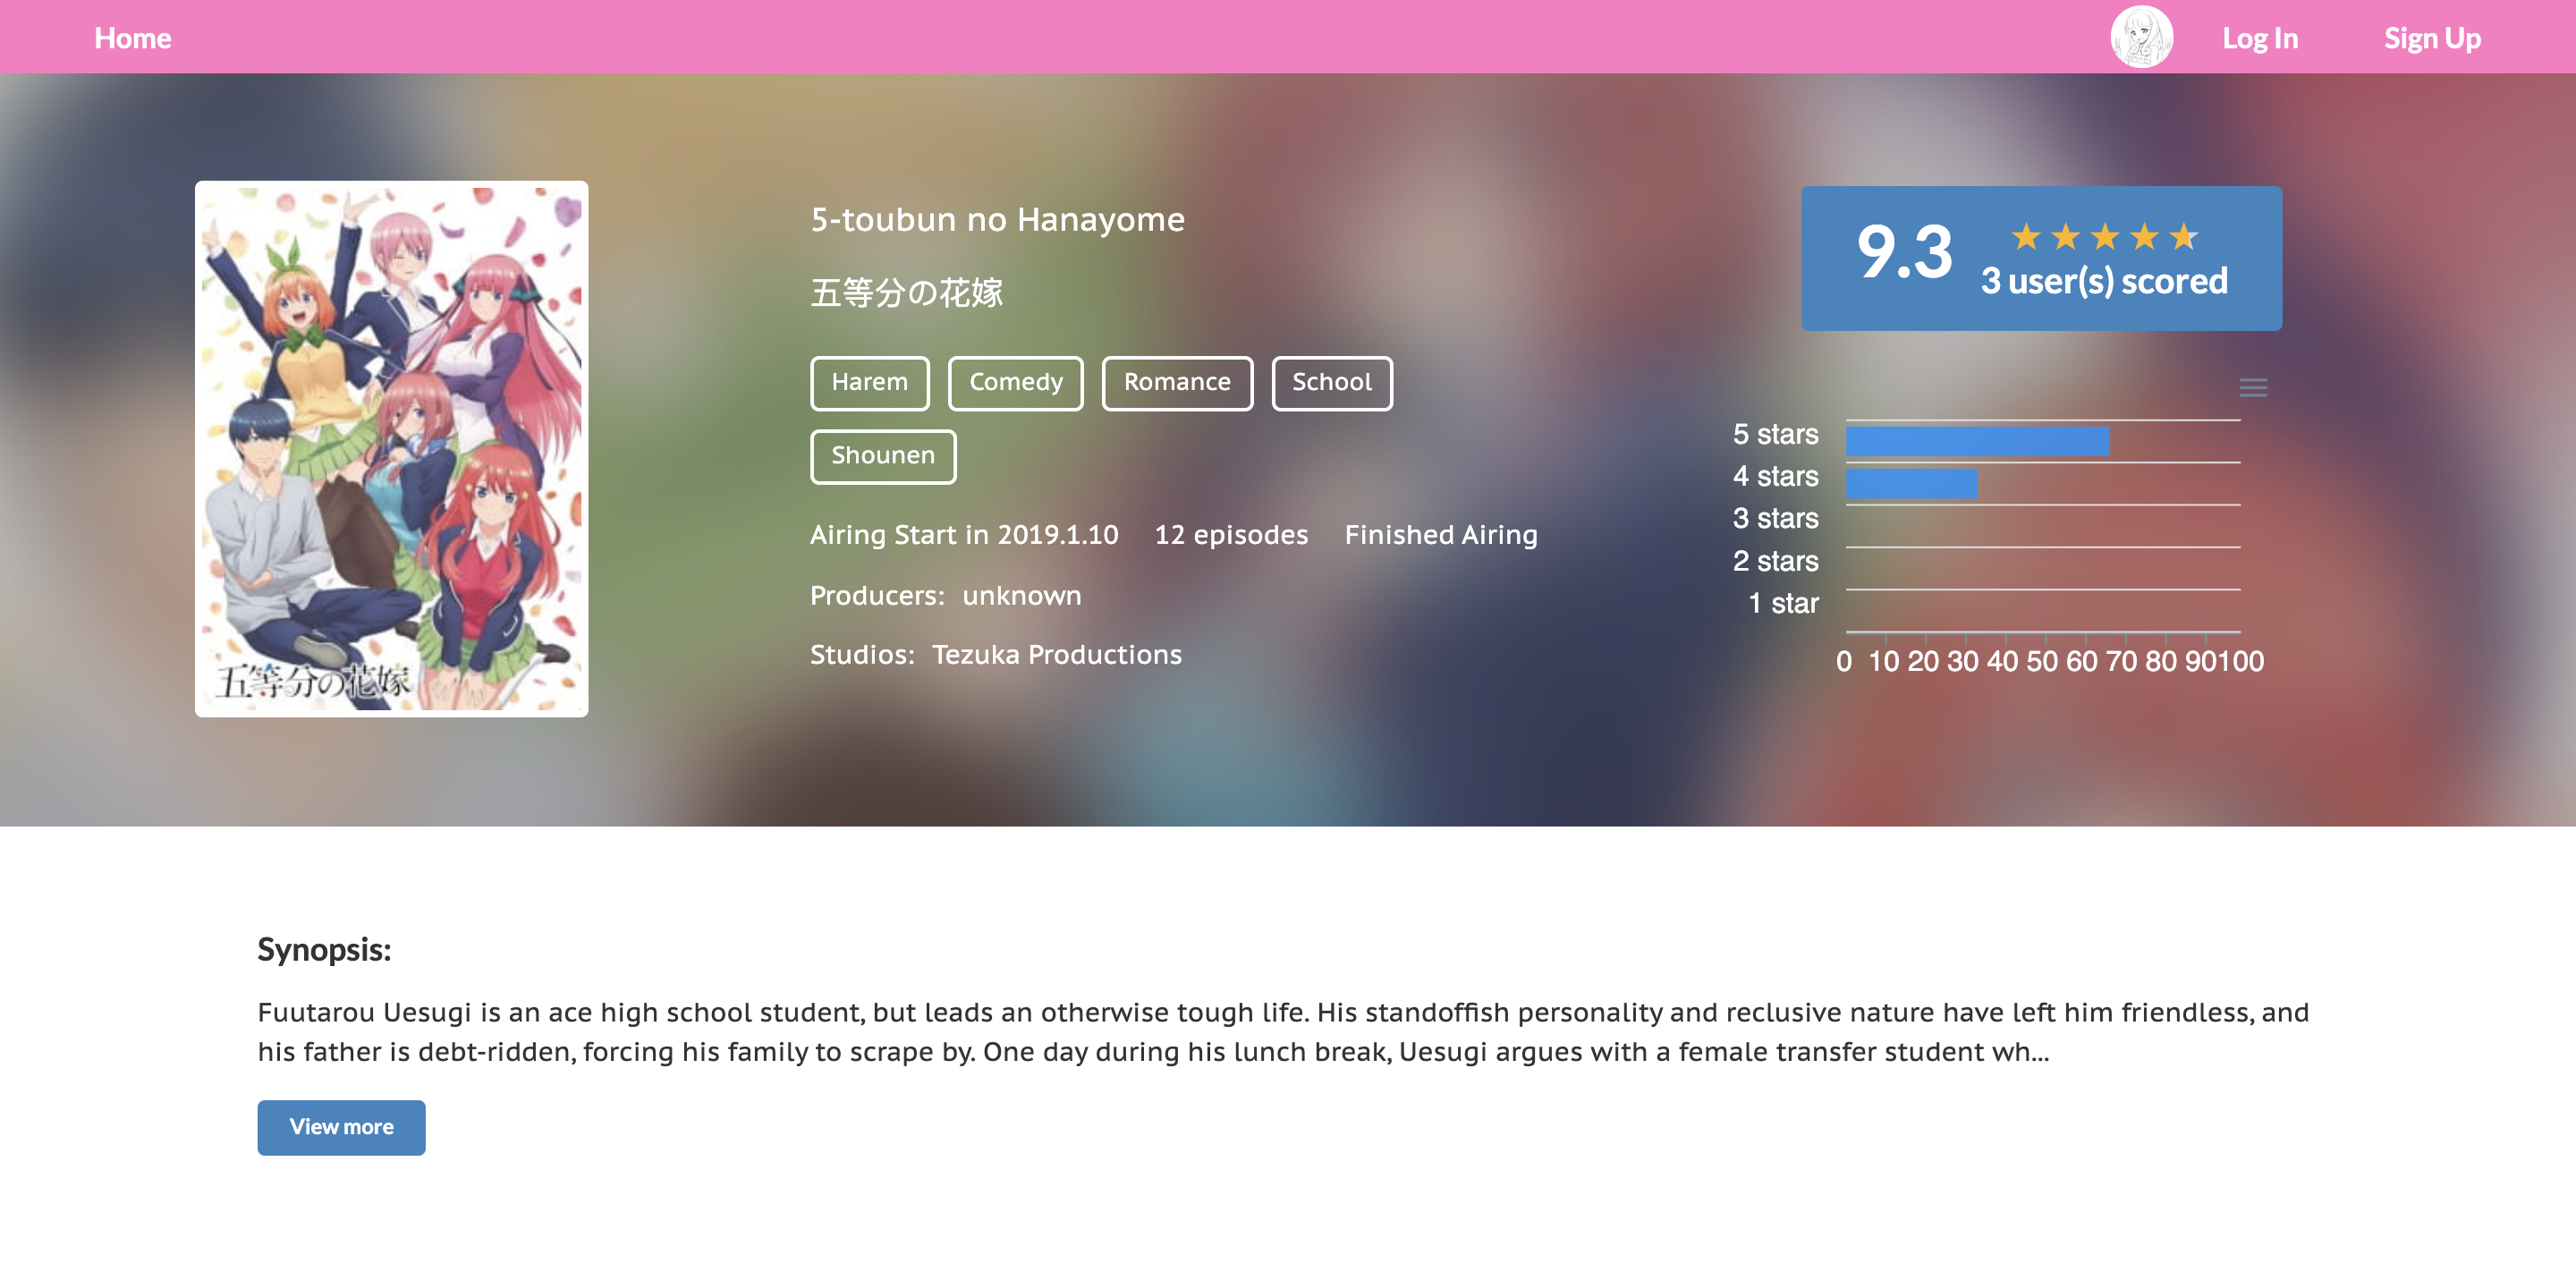 Home
Log In
Sign Up
五等分の花嫁
5-toubun no Hanayome
五等分の花嫁
Harem
Comedy
Romance
School
Shounen
Airing Start in 2019.1.10
12 episodes
Finished Airing
Producers: unknown
Studios: Tezuka Productions
9.3
3 user(s) scored
5 stars
4 stars
3 stars
2 stars
1 star
0 10 20 30 40 50 60 70 80 90 100
Synopsis:
Fuutarou Uesugi is an ace high school student, but leads an otherwise tough life. His standoffish personality and reclusive nature have left him friendless, and
his father is debt-ridden, forcing his family to scrape by. One day during his lunch break, Uesugi argues with a female transfer student wh...
View more